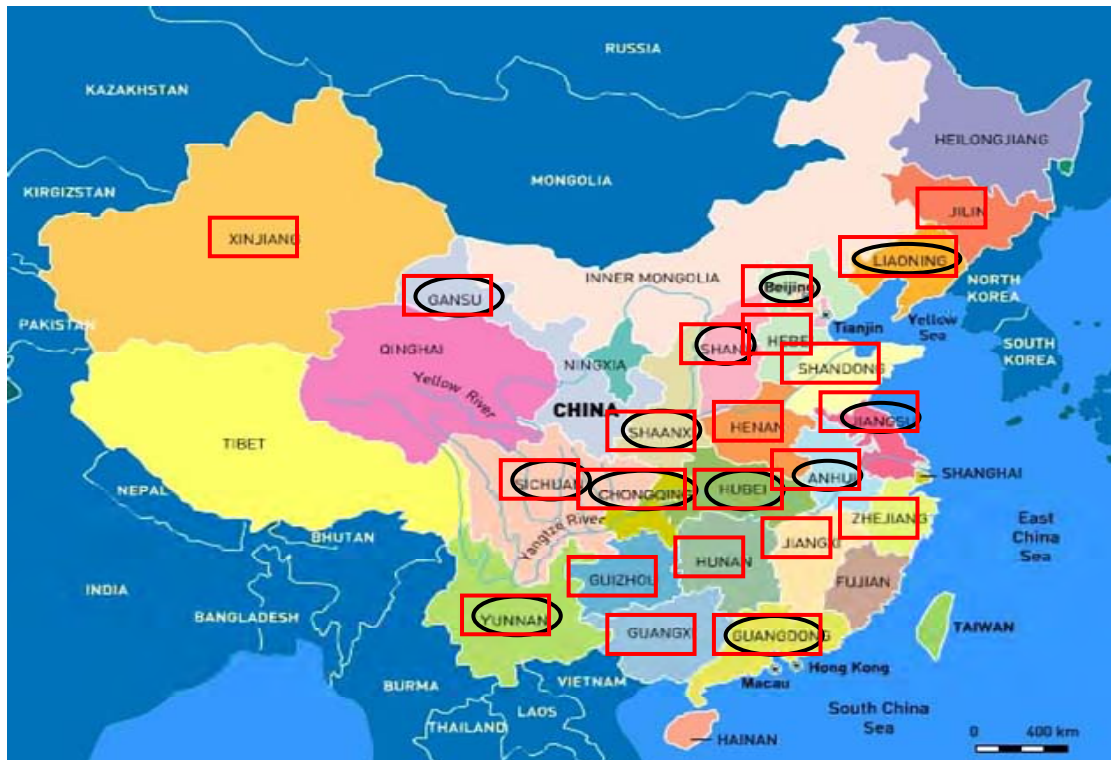 RUSSIA
KAZAKHSTAN
HEILONGJIANG
MONGOLIA
KIRGIZSTAN
JILIN
XINJIANG
LIAONING
INNER MONGOLIA
Beijing
NORTH
KOREA
GANSU
PAKISTAN
Tianjin
Yellow
Sea
SOUTH
KOREA
QINGHAI
SHANXI
HEBEI
NINGXIA
SHANDONG
Yellow River
CHINA
JIANGSU
HENAN
SHAANXI
TIBET
SHANGHAI
ANHUI
SICHUAN
CHONGQING
HUBEI
NEPAL
ZHEJIANG
East
China
Sea
Yangtze River
BHUTAN
JIANGXI
HUNAN
GUIZHOU
FUJIAN
INDIA
BANGLADESH
YUNNAN
GUANGXI
GUANGDONG
TAIWAN
Hong Kong
Macau
BURMA
VIETNAM
LAOS
THAILAND
South China
Sea
HAINAN
0 400 km